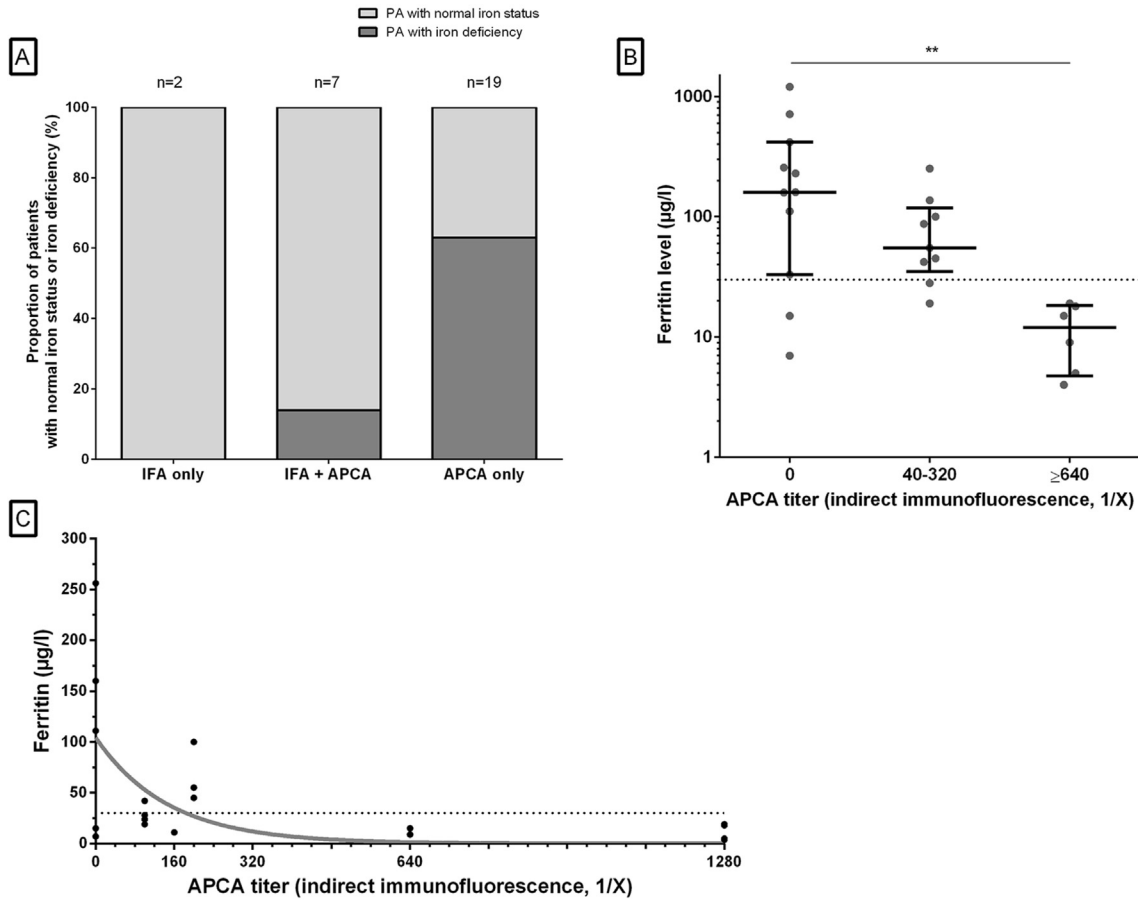 PA with normal iron status
PA with iron deficiency
A
n=2 n=7 n=19
Proportion of patients
with normal iron status or iron deficiency (%)
100
80
60
40
20
0
IFA only IFA + APCA APCA only
B
**
Ferritin level (µg/l)
1000
100
10
1
0 40-320 ≥640
APCA titer (indirect immunofluorescence, 1/X)
C
Ferritin (µg/l)
300
250
200
150
100
50
0
0 160 320 640 1280
APCA titer (indirect immunofluorescence, 1/X)